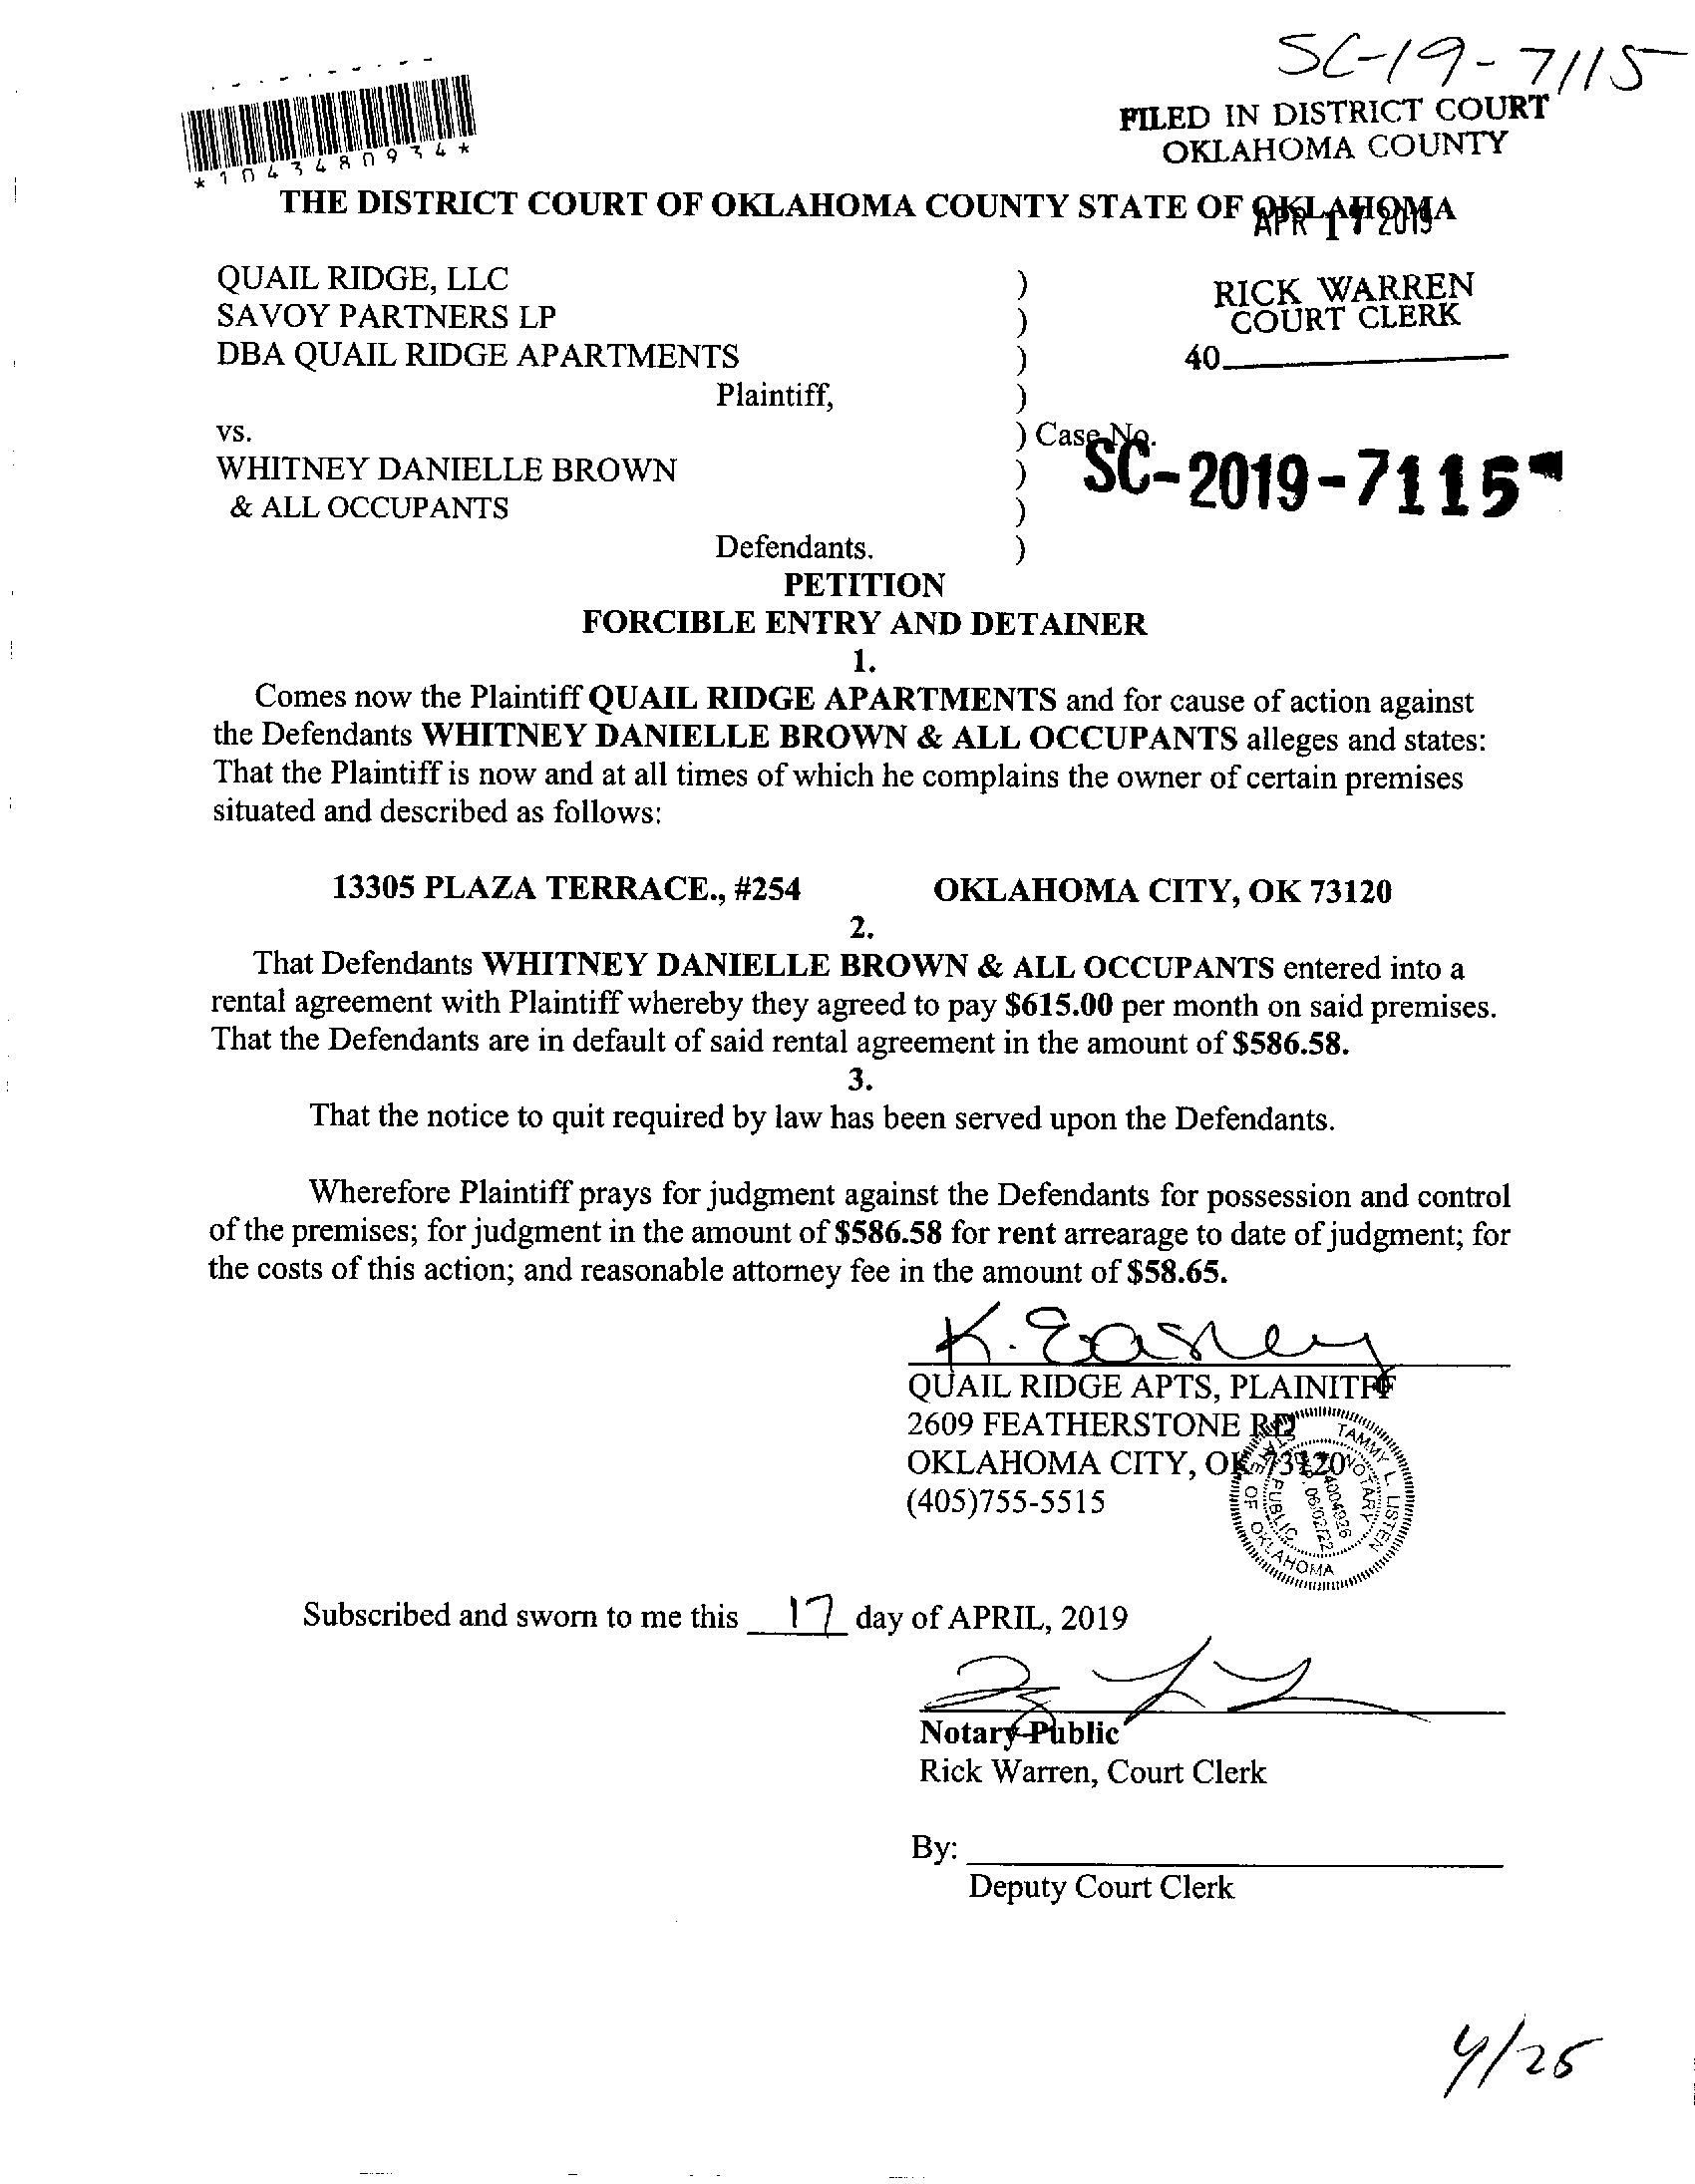 SC-19-7115
FILED IN DISTRICT COURT
OKLAHOMA COUNTY
*1043480934*
THE DISTRICT COURT OF OKLAHOMA COUNTY STATE OF OKLAHOMA
APR 17 2019
QUAIL RIDGE, LLC )
SAVOY PARTNERS LP )
DBA QUAIL RIDGE APARTMENTS )
RICK WARREN
COURT CLERK
40
Plaintiff, )
vs. ) Case No.
WHITNEY DANIELLE BROWN )
SC-2019-7115
& ALL OCCUPANTS )
Defendants. )
PETITION
FORCIBLE ENTRY AND DETAINER
1.
Comes now the Plaintiff QUAIL RIDGE APARTMENTS and for cause of action against
the Defendants WHITNEY DANIELLE BROWN & ALL OCCUPANTS alleges and states:
That the Plaintiff is now and at all times of which he complains the owner of certain premises
situated and described as follows:
13305 PLAZA TERRACE., #254 OKLAHOMA CITY, OK 73120
2.
That Defendants WHITNEY DANIELLE BROWN & ALL OCCUPANTS entered into a
rental agreement with Plaintiff whereby they agreed to pay $615.00 per month on said premises.
That the Defendants are in default of said rental agreement in the amount of $586.58.
3.
That the notice to quit required by law has been served upon the Defendants.
Wherefore Plaintiff prays for judgment against the Defendants for possession and control
of the premises; for judgment in the amount of $586.58 for rent arrearage to date of judgment; for
the costs of this action; and reasonable attorney fee in the amount of $58.65.
K. Easley
QUAIL RIDGE APTS, PLAINITFF
2609 FEATHERSTONE RD
OKLAHOMA CITY, OK 73120
(405)755-5515
TAMMY L. LISTEN
NOTARY PUBLIC
STATE OF OKLAHOMA
06/02/22
Subscribed and sworn to me this 17 day of APRIL, 2019
Notary Public
Rick Warren, Court Clerk
By:
Deputy Court Clerk
4/25